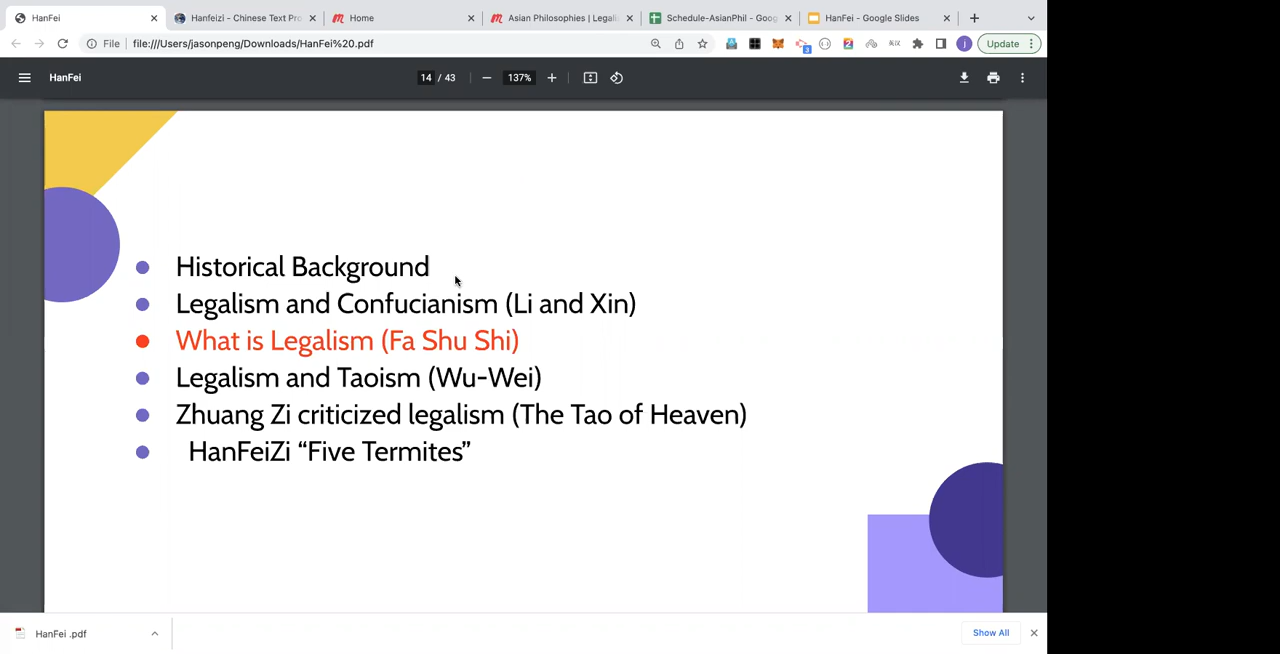 HanFei
Hanfeizi - Chinese Text Pro
Home
Asian Philosophies | Legali
Schedule-AsianPhil - Goog
HanFei - Google Slides
File
file:///Users/jasonpeng/Downloads/HanFei%20.pdf
3
2
j
Update
HanFei
14 / 43
137%
Historical Background
Legalism and Confucianism (Li and Xin)
What is Legalism (Fa Shu Shi)
Legalism and Taoism (Wu-Wei)
Zhuang Zi criticized legalism (The Tao of Heaven)
HanFeiZi “Five Termites”
HanFei .pdf
Show All